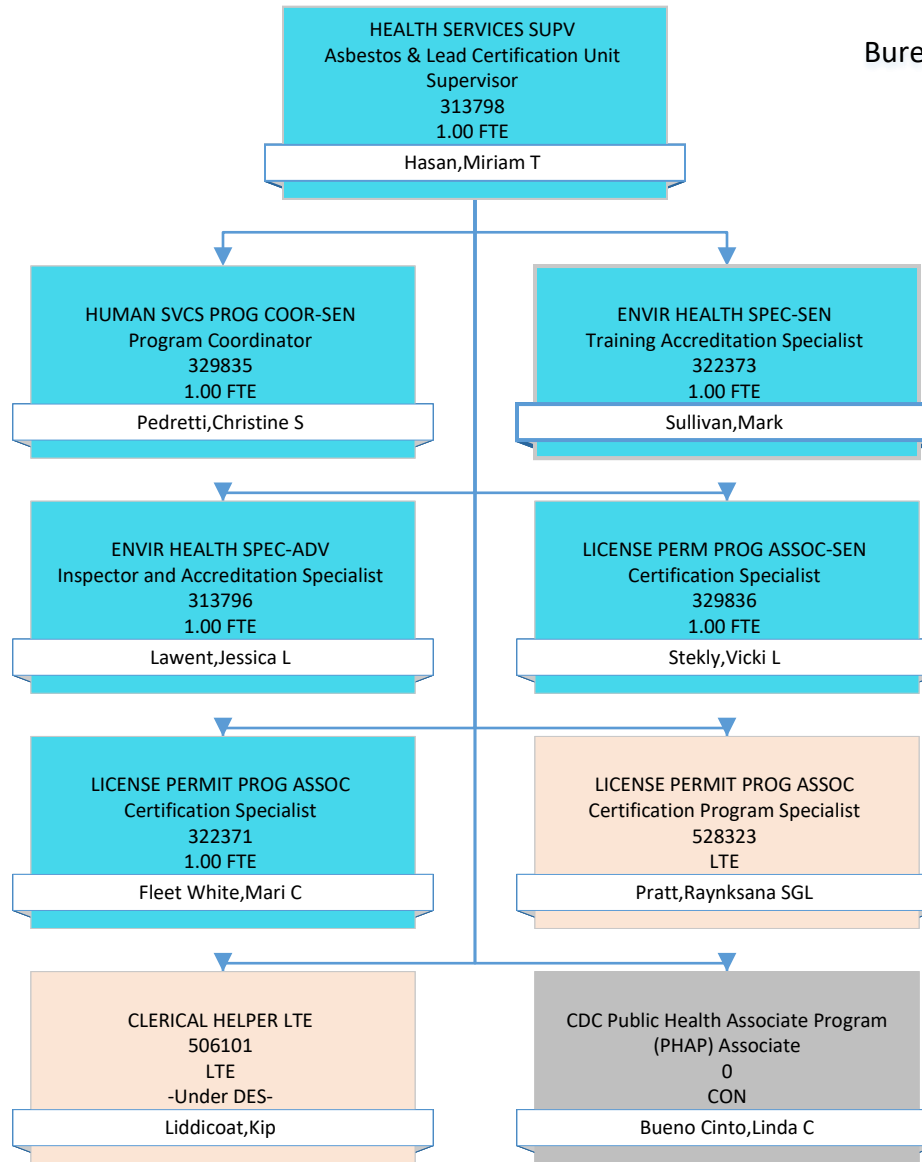 HEALTH SERVICES SUPV
Asbestos & Lead Certification Unit
Supervisor
313798
1.00 FTE
Hasan,Miriam T
Bure
HUMAN SVCS PROG COOR-SEN
Program Coordinator
329835
1.00 FTE
Pedretti,Christine S
ENVIR HEALTH SPEC-SEN
Training Accreditation Specialist
322373
1.00 FTE
Sullivan,Mark
ENVIR HEALTH SPEC-ADV
Inspector and Accreditation Specialist
313796
1.00 FTE
Lawent,Jessica L
LICENSE PERM PROG ASSOC-SEN
Certification Specialist
329836
1.00 FTE
Stekly,Vicki L
LICENSE PERMIT PROG ASSOC
Certification Specialist
322371
1.00 FTE
Fleet White,Mari C
LICENSE PERMIT PROG ASSOC
Certification Program Specialist
528323
LTE
Pratt,Raynksana SGL
CLERICAL HELPER LTE
506101
LTE
-Under DES-
Liddicoat,Kip
CDC Public Health Associate Program
(PHAP) Associate
0
CON
Bueno Cinto,Linda C